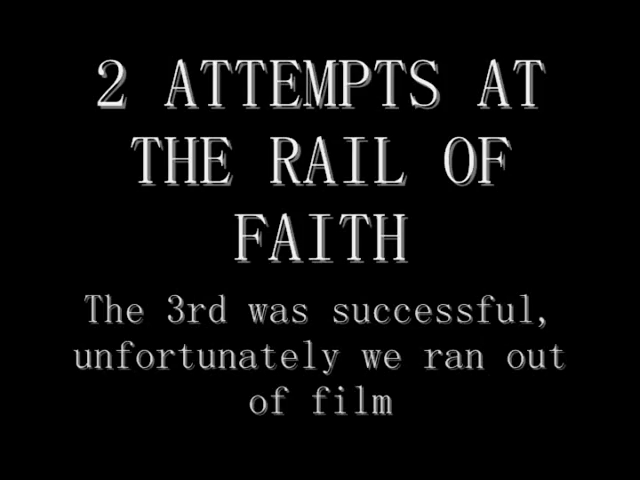 2 ATTEMPTS AT
THE RAIL OF
FAITH
The 3rd was successful,
unfortunately we ran out
of film